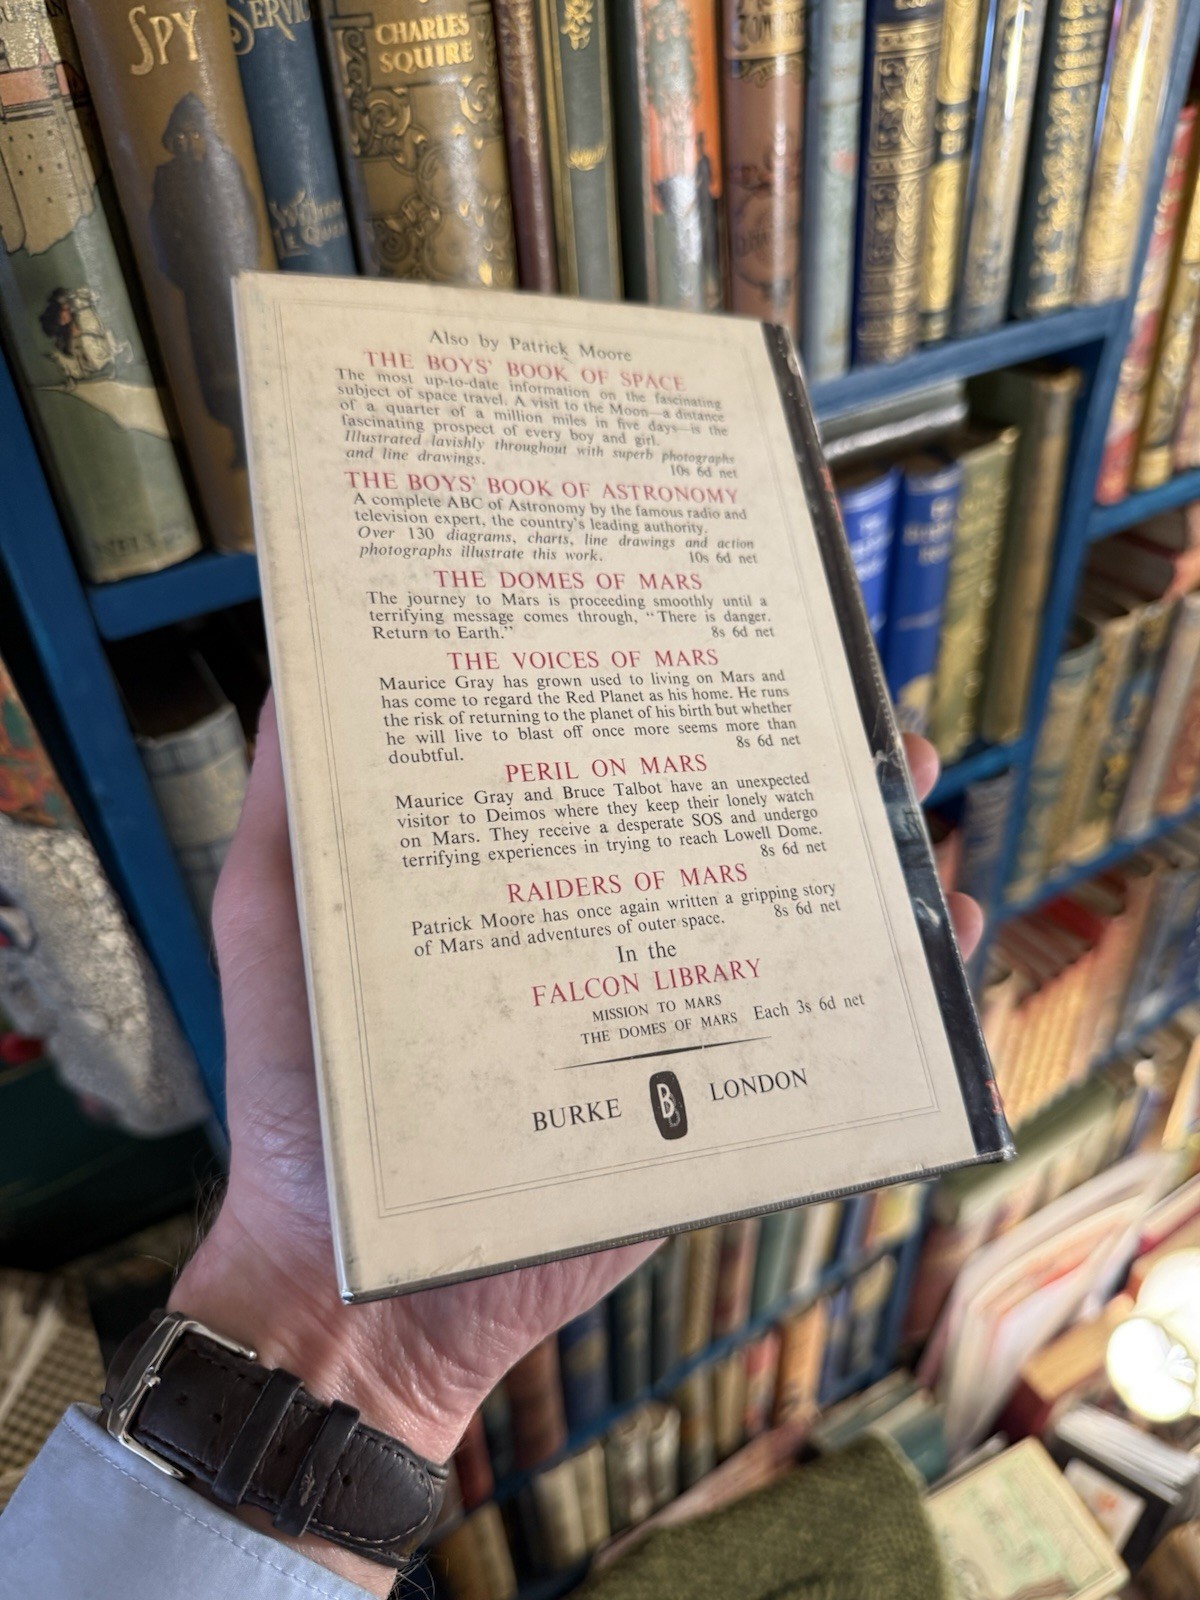 SPY
SERVIC
CHARLES
SQUIRE
LE QUEUX
Also by Patrick Moore
THE BOYS' BOOK OF SPACE
The most up-to-date information on the fascinating
subject of space travel. A visit to the Moon—a distance
of a quarter of a million miles in five days—is the
fascinating prospect of every boy and girl.
Illustrated lavishly throughout with superb photographs
and line drawings. 10s 6d net
THE BOYS' BOOK OF ASTRONOMY
A complete ABC of Astronomy by the famous radio and
television expert, the country's leading authority.
Over 130 diagrams, charts, line drawings and action
photographs illustrate this work. 10s 6d net
THE DOMES OF MARS
The journey to Mars is proceeding smoothly until a
terrifying message comes through, "There is danger.
Return to Earth." 8s 6d net
THE VOICES OF MARS
Maurice Gray has grown used to living on Mars and
has come to regard the Red Planet as his home. He runs
the risk of returning to the planet of his birth but whether
he will live to blast off once more seems more than
doubtful. 8s 6d net
PERIL ON MARS
Maurice Gray and Bruce Talbot have an unexpected
visitor to Deimos where they keep their lonely watch
on Mars. They receive a desperate SOS and undergo
terrifying experiences in trying to reach Lowell Dome.
8s 6d net
RAIDERS OF MARS
Patrick Moore has once again written a gripping story
of Mars and adventures of outer space. 8s 6d net
In the
FALCON LIBRARY
MISSION TO MARS
THE DOMES OF MARS Each 3s 6d net
BURKE B LONDON